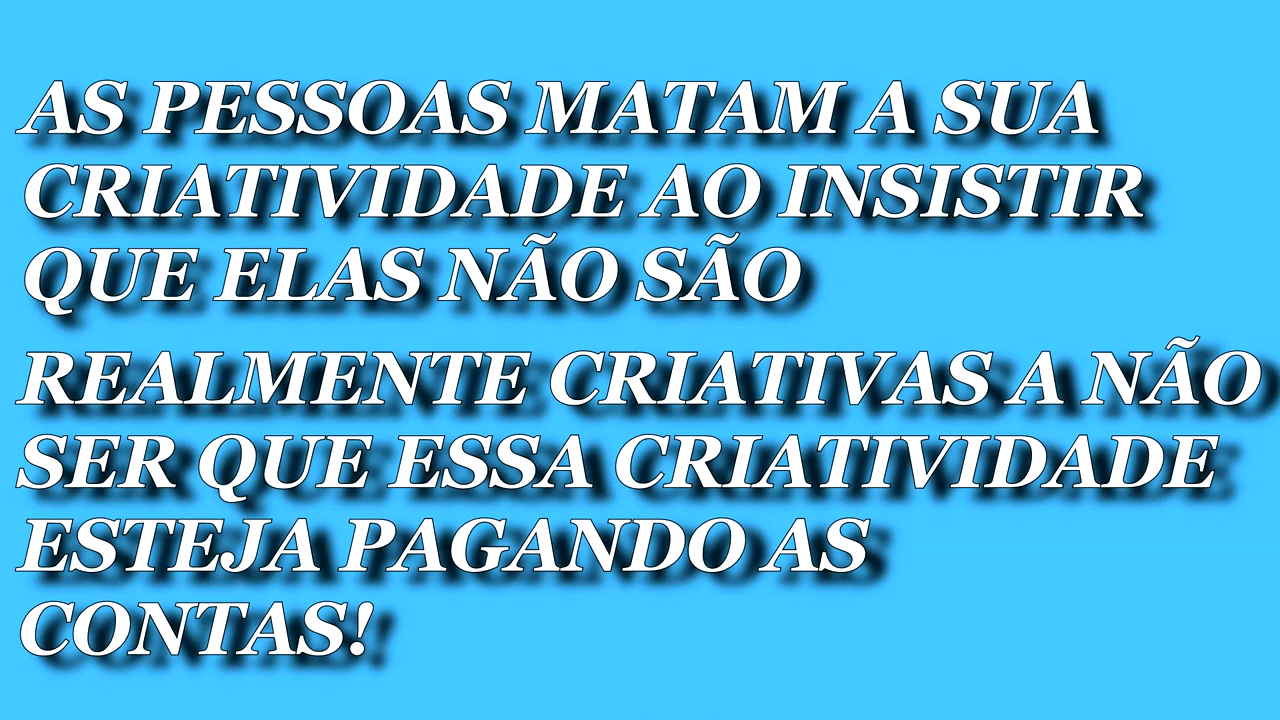 AS PESSOAS MATAM A SUA
CRIATIVIDADE AO INSISTIR
QUE ELAS NÃO SÃO
REALMENTE CRIATIVAS A NÃO
SER QUE ESSA CRIATIVIDADE
ESTEJA PAGANDO AS
CONTAS!